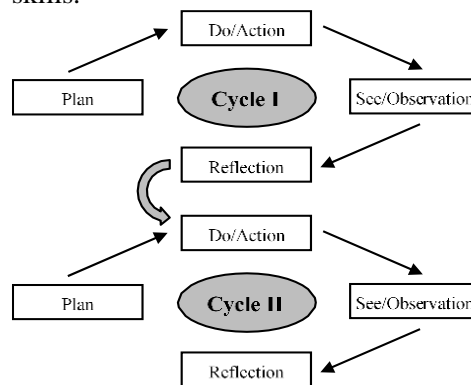 skills.
Do/Action
Plan
Cycle I
See/Observation
Reflection
Do/Action
Plan
Cycle II
See/Observation
Reflection